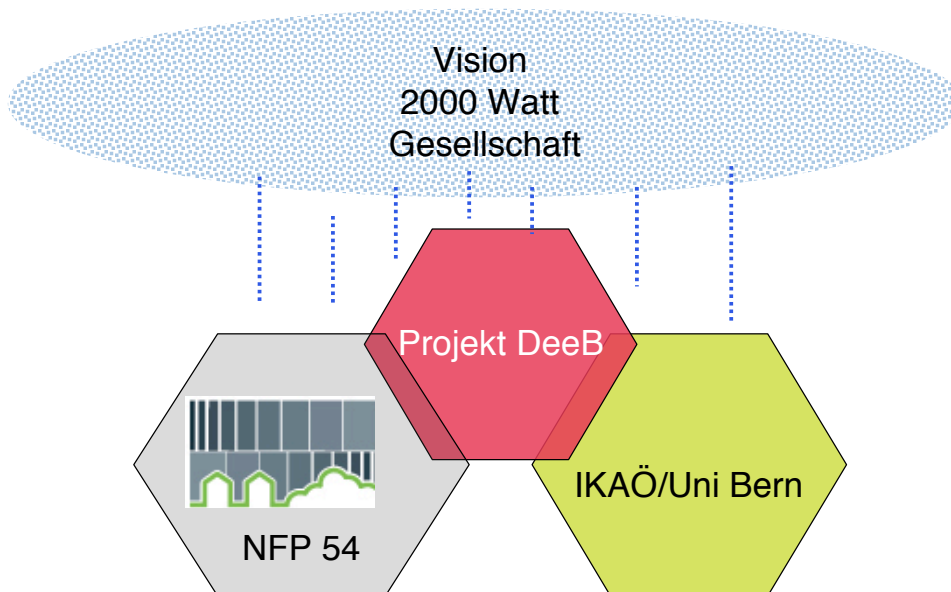 Vision
2000 Watt
Gesellschaft
Projekt DeeB
IKAÖ/Uni Bern
NFP 54